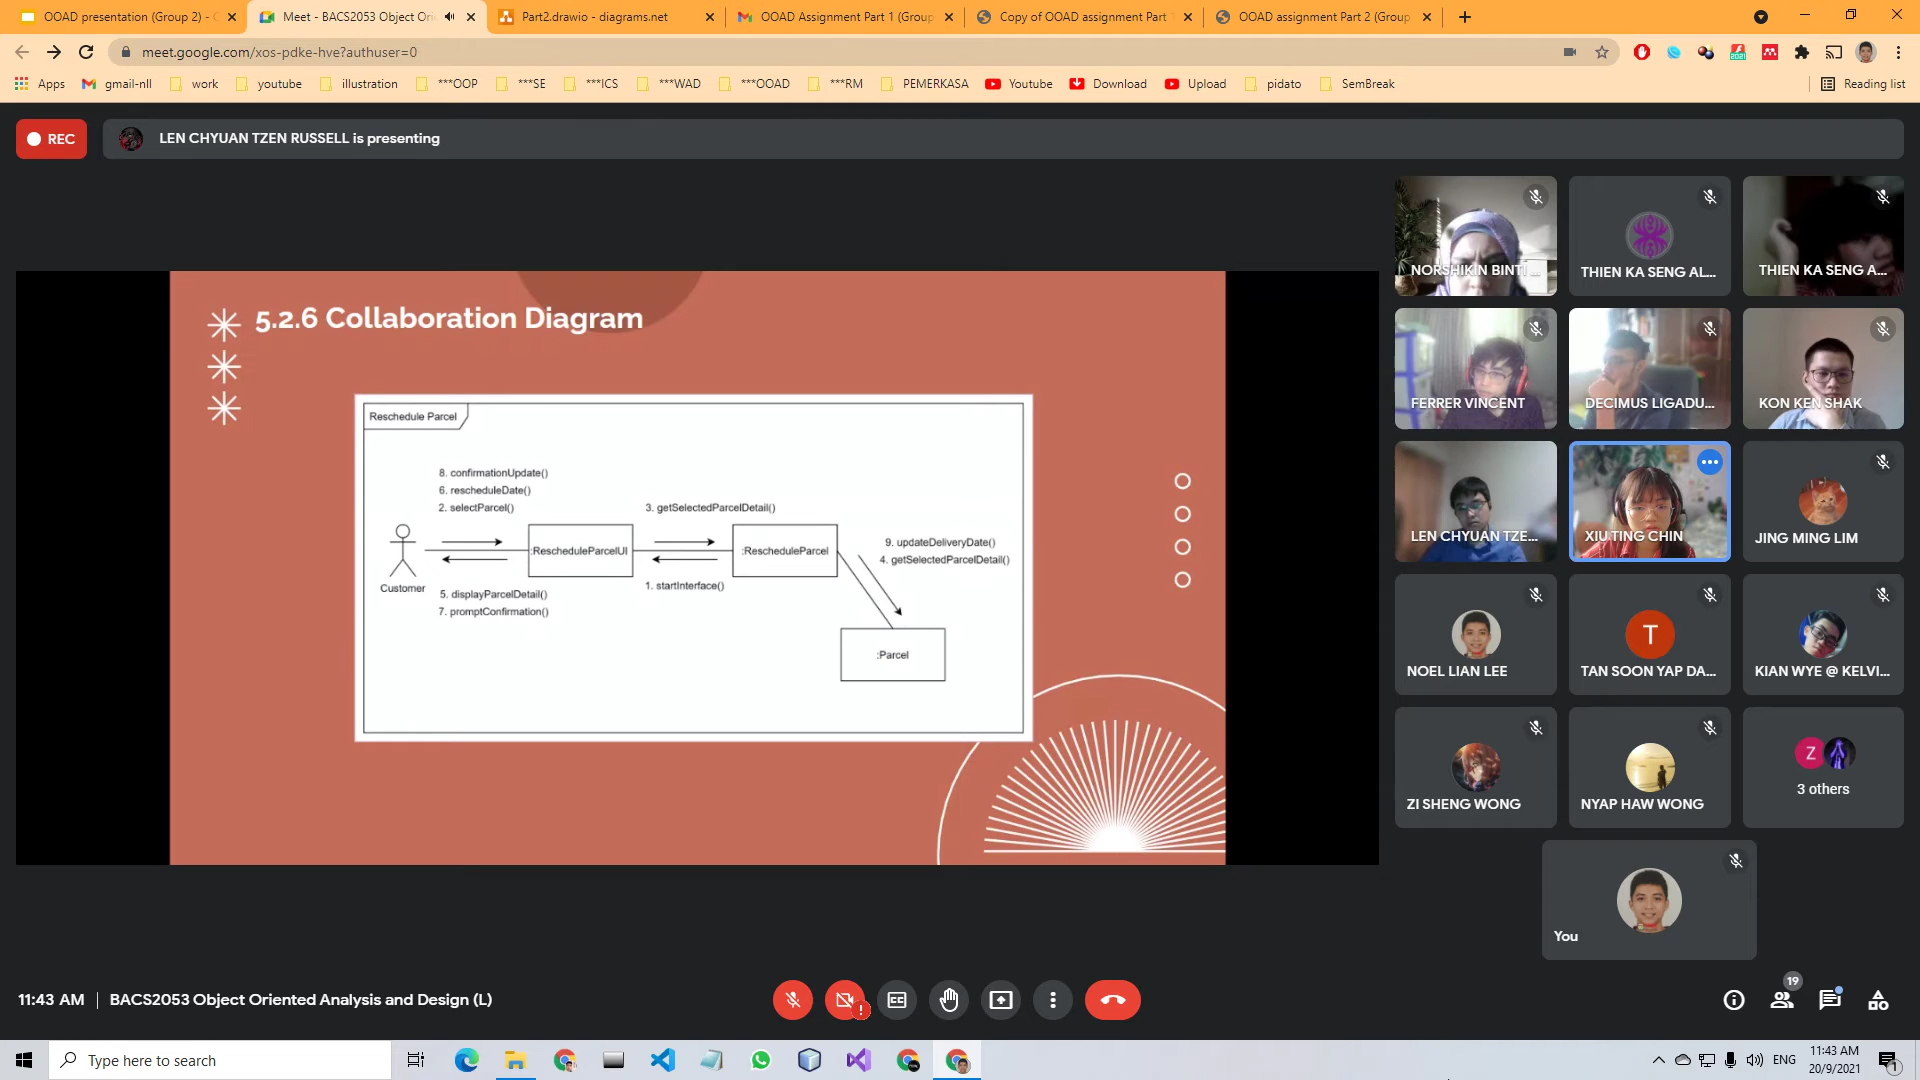 OOAD presentation (Group 2) - G
Meet - BACS2053 Object Ori
Part2.drawio - diagrams.net
OOAD Assignment Part 1 (Group
Copy of OOAD assignment Part
OOAD assignment Part 2 (Group
meet.google.com/xos-pdke-hve?authuser=0
Apps
gmail-nll
work
youtube
illustration
***OOP
***SE
***ICS
***WAD
***OOAD
***RM
PEMERKASA
Youtube
Download
Upload
pidato
SemBreak
Reading list
REC
LEN CHYUAN TZEN RUSSELL is presenting
5.2.6 Collaboration Diagram
Reschedule Parcel
8. confirmationUpdate()
6. rescheduleDate()
2. selectParcel()
3. getSelectedParcelDetail()
9. updateDeliveryDate()
4. getSelectedParcelDetail()
:RescheduleParcelUI
:RescheduleParcel
Customer
5. displayParcelDetail()
7. promptConfirmation()
1. startInterface()
:Parcel
NORSHIKIN BINTI ...
THIEN KA SENG AL...
THIEN KA SENG A...
FERRER VINCENT
DECIMUS LIGADU...
KON KEN SHAK
LEN CHYUAN TZE...
XIU TING CHIN
JING MING LIM
NOEL LIAN LEE
T
TAN SOON YAP DA...
KIAN WYE @ KELVI...
ZI SHENG WONG
NYAP HAW WONG
Z
3 others
You
11:43 AM
BACS2053 Object Oriented Analysis and Design (L)
19
Type here to search
ENG
11:43 AM
20/9/2021
1